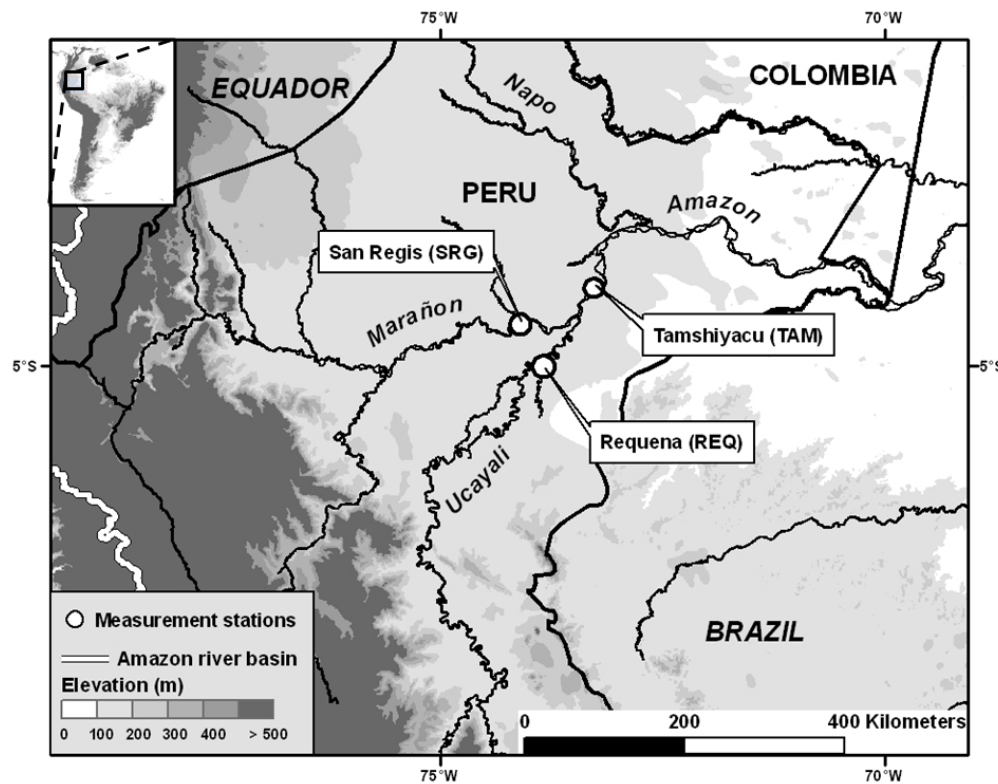 75°W
70°W
EQUADOR
COLOMBIA
Napo
PERU
Amazon
San Regis (SRG)
Marañon
Tamshiyacu (TAM)
5°S
5°S
Requena (REQ)
Ucayali
BRAZIL
Measurement stations
Amazon river basin
Elevation (m)
0 100 200 300 400 > 500
0 200 400 Kilometers
75°W
70°W